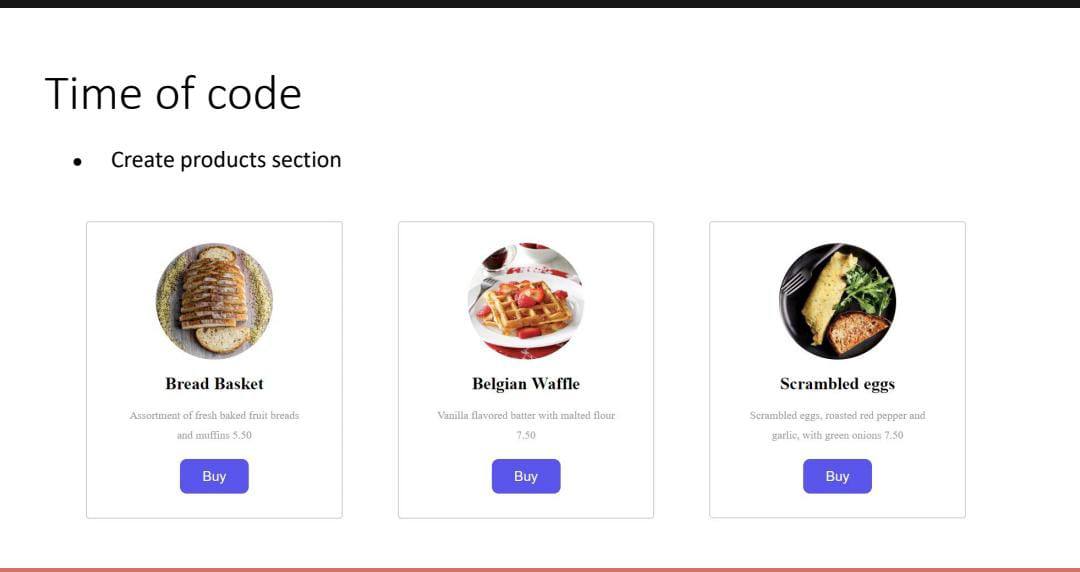 Time of code
• Create products section
Bread Basket
Assortment of fresh baked fruit breads
and muffins 5.50
Buy
Belgian Waffle
Vanilla flavored batter with malted flour
7.50
Buy
Scrambled eggs
Scrambled eggs, roasted red pepper and
garlic, with green onions 7.50
Buy